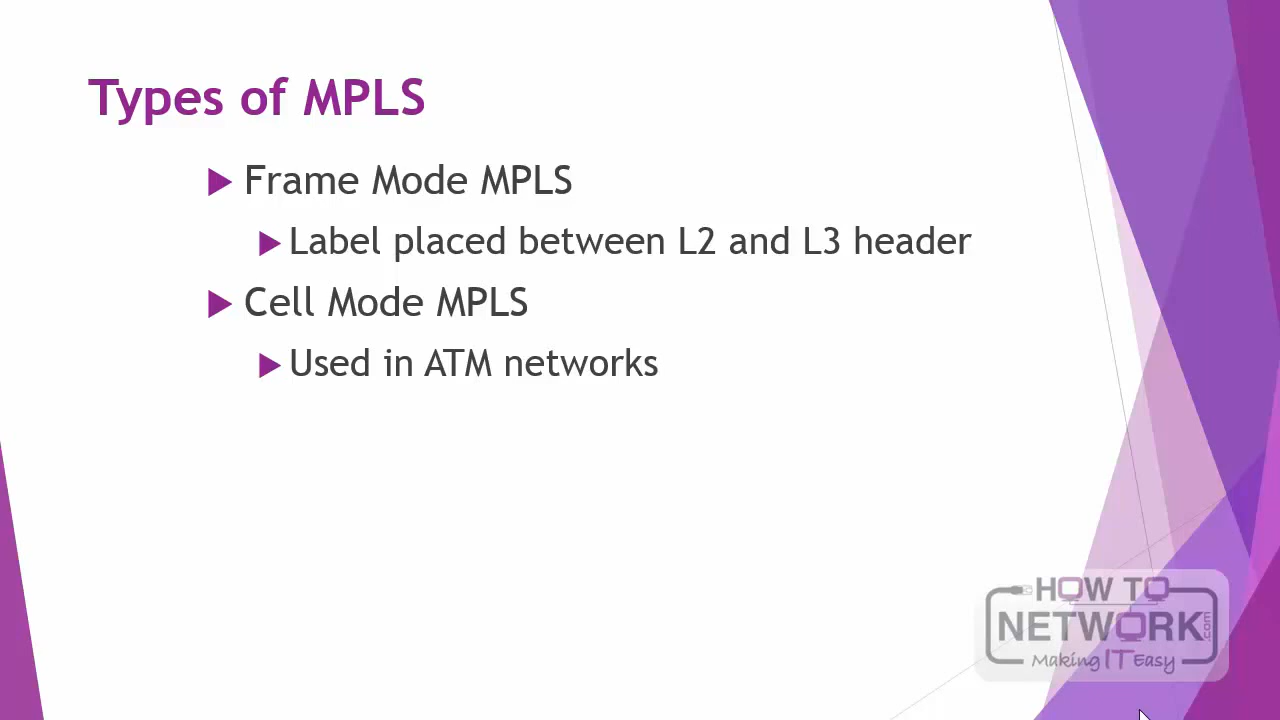 Types of MPLS
Frame Mode MPLS
Label placed between L2 and L3 header
Cell Mode MPLS
Used in ATM networks
HOW TO
NETWORK.com
Making IT Easy